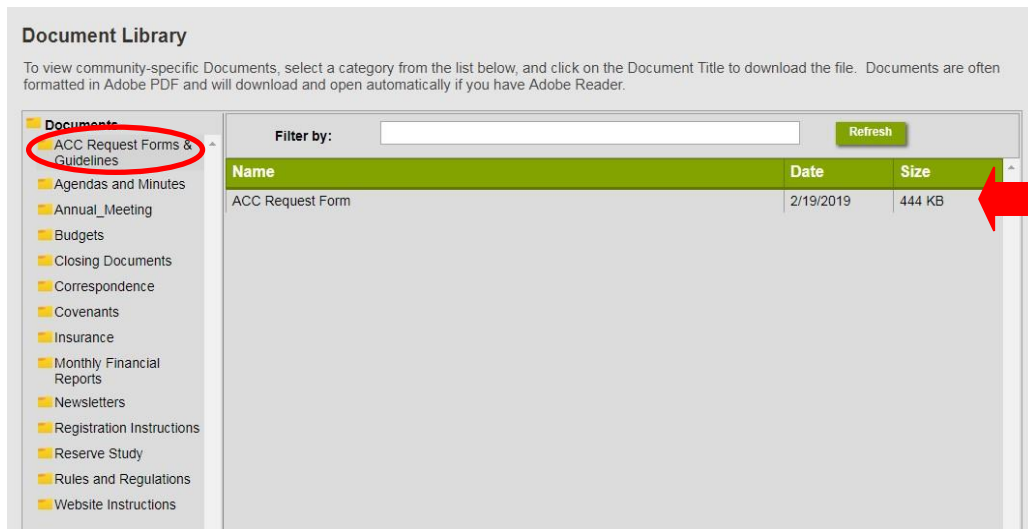 Document Library
To view community-specific Documents, select a category from the list below, and click on the Document Title to download the file. Documents are often
formatted in Adobe PDF and will download and open automatically if you have Adobe Reader.
Documents
ACC Request Forms &
Guidelines
Agendas and Minutes
Annual_Meeting
Budgets
Closing Documents
Correspondence
Covenants
Insurance
Monthly Financial
Reports
Newsletters
Registration Instructions
Reserve Study
Rules and Regulations
Website Instructions
Filter by: Refresh
Name Date Size
ACC Request Form 2/19/2019 444 KB